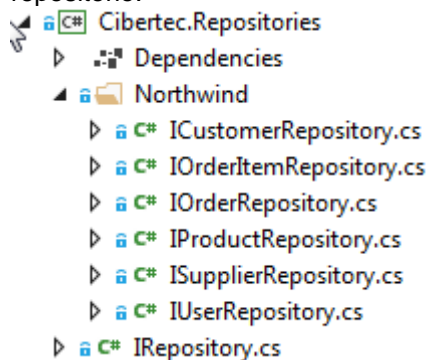 C# Cibertec.Repositories
Dependencies
Northwind
C# ICustomerRepository.cs
C# IOrderItemRepository.cs
C# IOrderRepository.cs
C# IProductRepository.cs
C# ISupplierRepository.cs
C# IUserRepository.cs
C# IRepository.cs